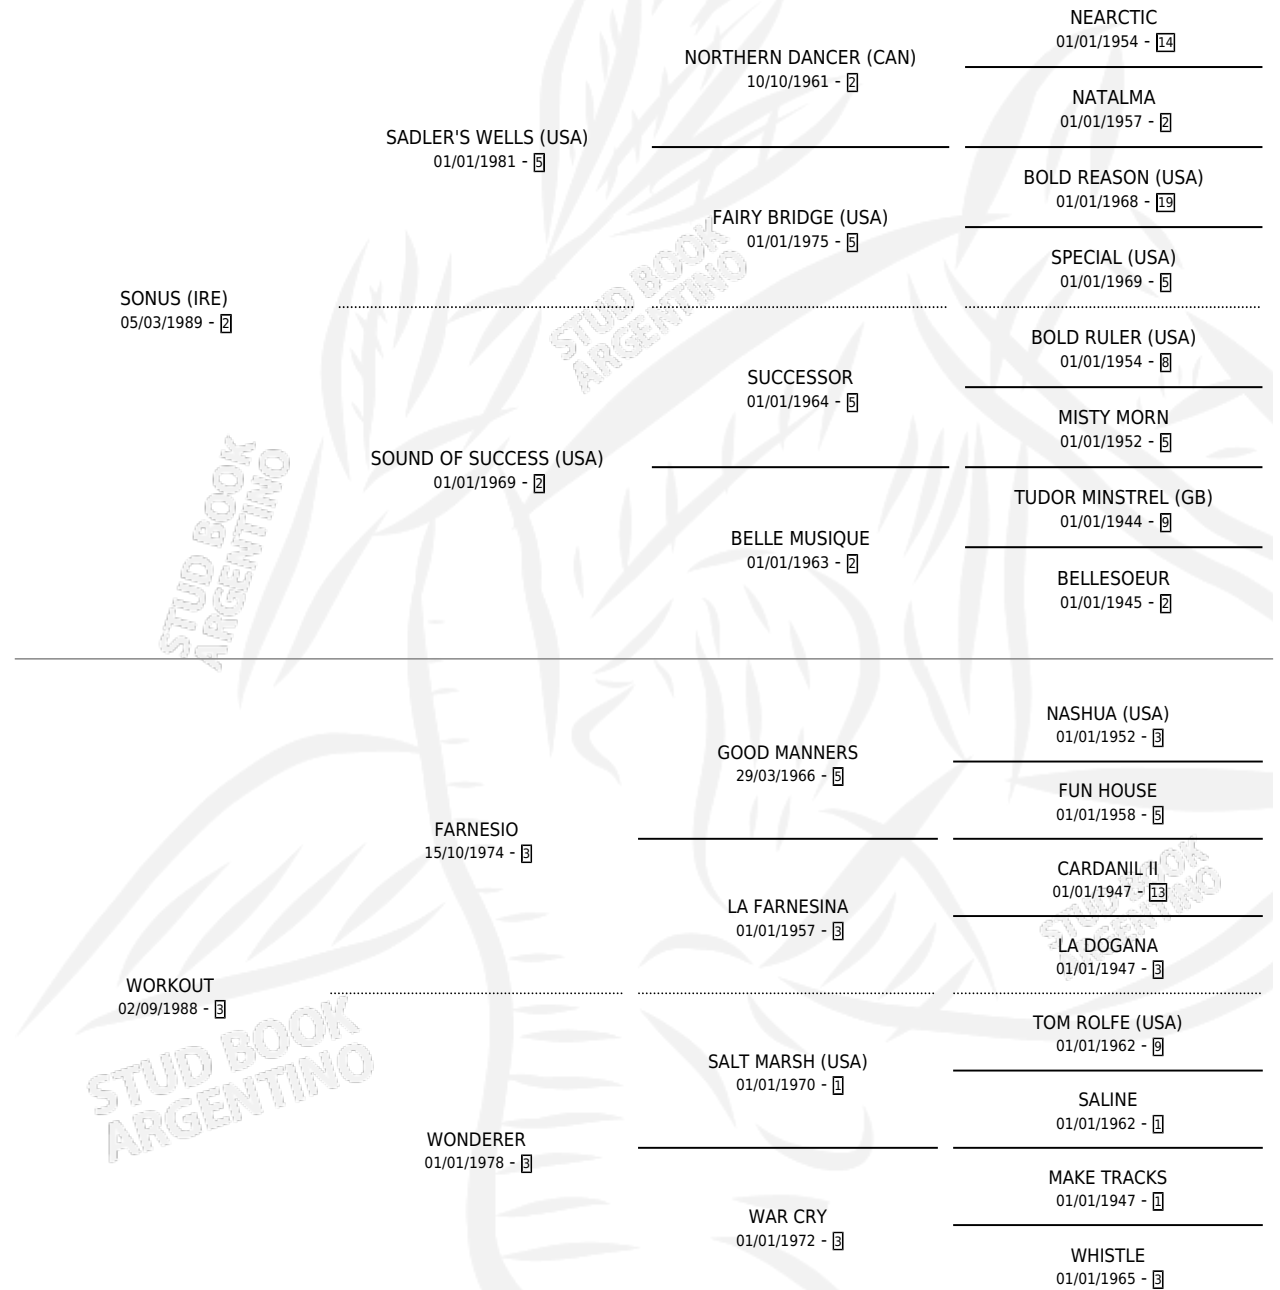 NEARCTIC
01/01/1954 - 14
NORTHERN DANCER (CAN)
10/10/1961 - 2
NATALMA
01/01/1957 - 2
SADLER'S WELLS (USA)
01/01/1981 - 5
BOLD REASON (USA)
01/01/1968 - 19
FAIRY BRIDGE (USA)
01/01/1975 - 5
SPECIAL (USA)
01/01/1969 - 5
SONUS (IRE)
05/03/1989 - 2
STUD BOOK
ARGENTINO
BOLD RULER (USA)
01/01/1954 - 8
SUCCESSOR
01/01/1964 - 5
MISTY MORN
01/01/1952 - 5
SOUND OF SUCCESS (USA)
01/01/1969 - 2
TUDOR MINSTREL (GB)
01/01/1944 - 9
BELLE MUSIQUE
01/01/1963 - 2
BELLESOEUR
01/01/1945 - 2
STUD BOOK
ARGENTINO
NASHUA (USA)
01/01/1952 - 3
GOOD MANNERS
29/03/1966 - 5
FUN HOUSE
01/01/1958 - 5
FARNESIO
15/10/1974 - 3
CARDANIL II
01/01/1947 - 13
LA FARNESINA
01/01/1957 - 3
LA DOGANA
01/01/1947 - 3
STUD BOOK
ARGENTINO
WORKOUT
02/09/1988 - 3
TOM ROLFE (USA)
01/01/1962 - 9
SALT MARSH (USA)
01/01/1970 - 1
SALINE
01/01/1962 - 1
STUD BOOK
ARGENTINO
WONDERER
01/01/1978 - 3
MAKE TRACKS
01/01/1947 - 1
WAR CRY
01/01/1972 - 3
WHISTLE
01/01/1965 - 3